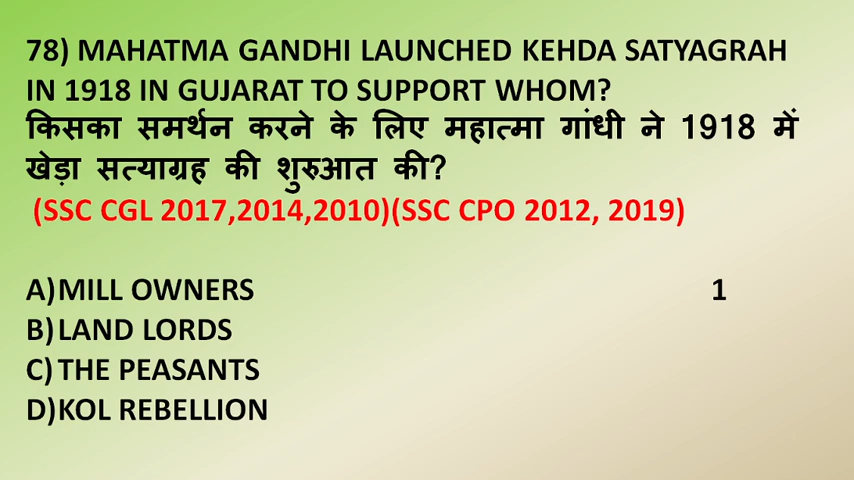 78) MAHATMA GANDHI LAUNCHED KEHDA SATYAGRAH
IN 1918 IN GUJARAT TO SUPPORT WHOM?
किसका समर्थन करने के लिए महात्मा गांधी ने 1918 में
खेड़ा सत्याग्रह की शुरुआत की?
(SSC CGL 2017,2014,2010)(SSC CPO 2012, 2019)
A)MILL OWNERS 1
B)LAND LORDS
C)THE PEASANTS
D)KOL REBELLION